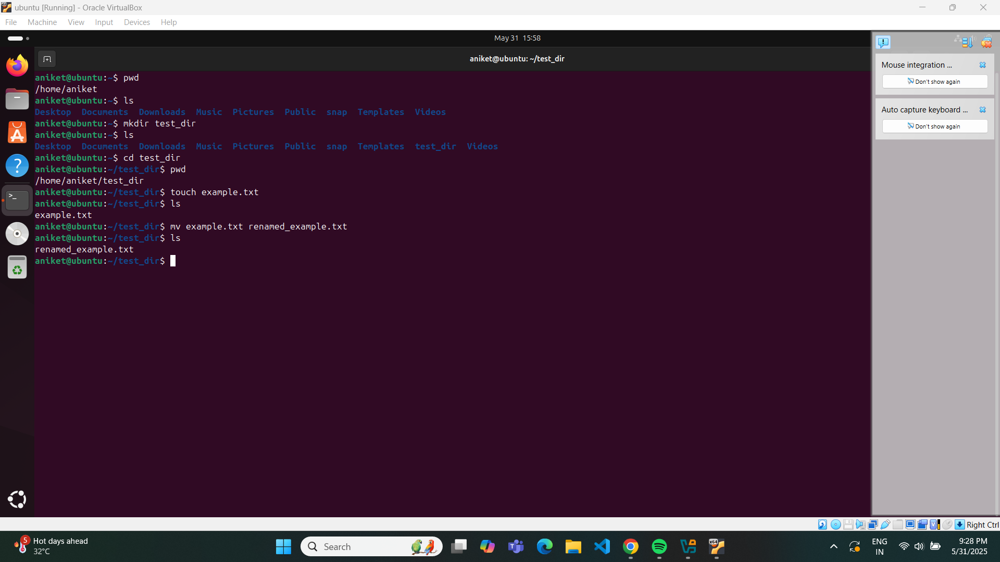 ubuntu [Running] - Oracle VirtualBox
File Machine View Input Devices Help
May 31 15:58
aniket@ubuntu: ~/test_dir
aniket@ubuntu:~$ pwd
/home/aniket
aniket@ubuntu:~$ ls
Desktop Documents Downloads Music Pictures Public snap Templates Videos
aniket@ubuntu:~$ mkdir test_dir
aniket@ubuntu:~$ ls
Desktop Documents Downloads Music Pictures Public snap Templates test_dir Videos
aniket@ubuntu:~$ cd test_dir
aniket@ubuntu:~/test_dir$ pwd
/home/aniket/test_dir
aniket@ubuntu:~/test_dir$ touch example.txt
aniket@ubuntu:~/test_dir$ ls
example.txt
aniket@ubuntu:~/test_dir$ mv example.txt renamed_example.txt
aniket@ubuntu:~/test_dir$ ls
renamed_example.txt
aniket@ubuntu:~/test_dir$
Mouse integration ...
Don't show again
Auto capture keyboard ...
Don't show again
Right Ctrl
5
Hot days ahead
32°C
Search
ENG
IN
9:28 PM
5/31/2025